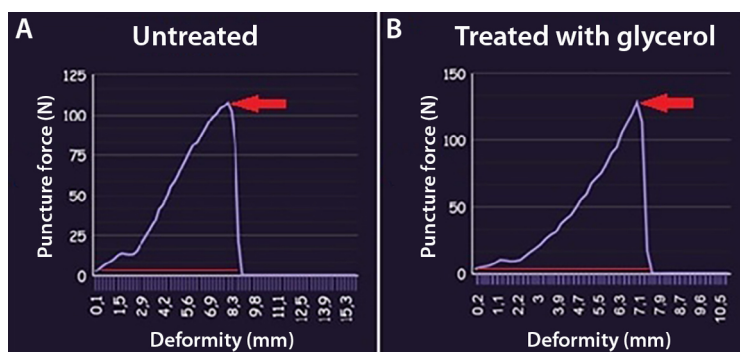 A
Untreated
Puncture force (N)
125
100
75
50
25
0
0,1 1,5 2,9 4,2 5,6 6,9 8,3 9,8 11,1 12,5 13,9 15,3
Deformity (mm)
B
Treated with glycerol
Puncture force (N)
150
100
50
0
0,2 1,1 2,2 3 3,9 4,7 5,5 6,3 7,1 7,9 8,7 9,6 10,5
Deformity (mm)